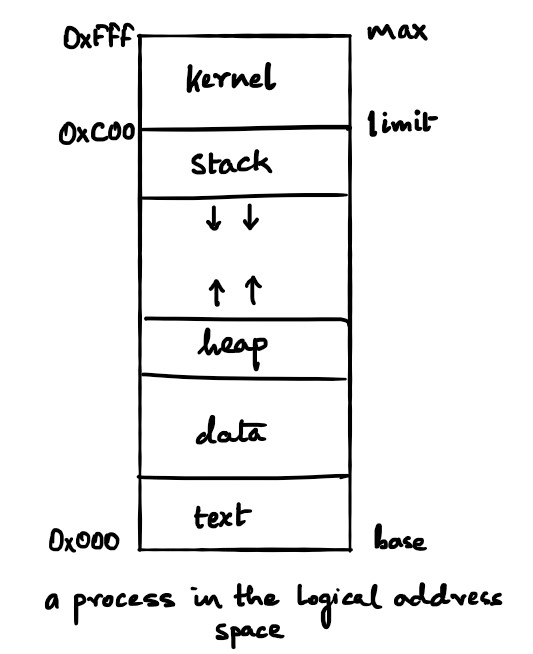 0xFFF max
kernel
0xC00 limit
Stack
↓ ↓
↑ ↑
heap
data
text
0x000 base
a process in the logical address
space